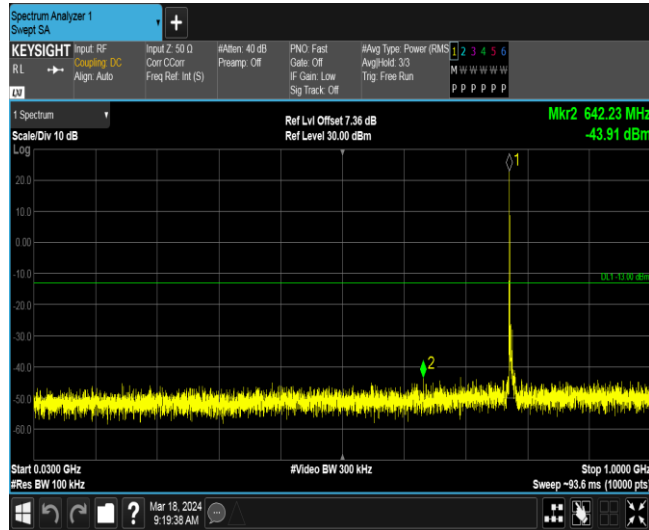 Spectrum Analyzer 1
Swept SA
+
KEYSIGHT
RL
LXI
Input: RF
Coupling: DC
Align: Auto
Input Z: 50 Ω
Corr CCorr
Freq Ref: Int (S)
#Atten: 40 dB
Preamp: Off
PNO: Fast
Gate: Off
IF Gain: Low
Sig Track: Off
#Avg Type: Power (RMS
Avg|Hold: 3/3
Trig: Free Run
1 2 3 4 5 6
M W W W W W
P P P P P P
1 Spectrum
Scale/Div 10 dB
Log
Ref Lvl Offset 7.36 dB
Ref Level 30.00 dBm
Mkr2 642.23 MHz
-43.91 dBm
1
20.0
10.0
0.00
-10.0
DL1 -13.00 dBm
-20.0
-30.0
-40.0
2
-50.0
-60.0
Start 0.0300 GHz
#Res BW 100 kHz
#Video BW 300 kHz
Stop 1.0000 GHz
Sweep ~93.6 ms (10000 pts)
?
Mar 18, 2024
9:19:38 AM